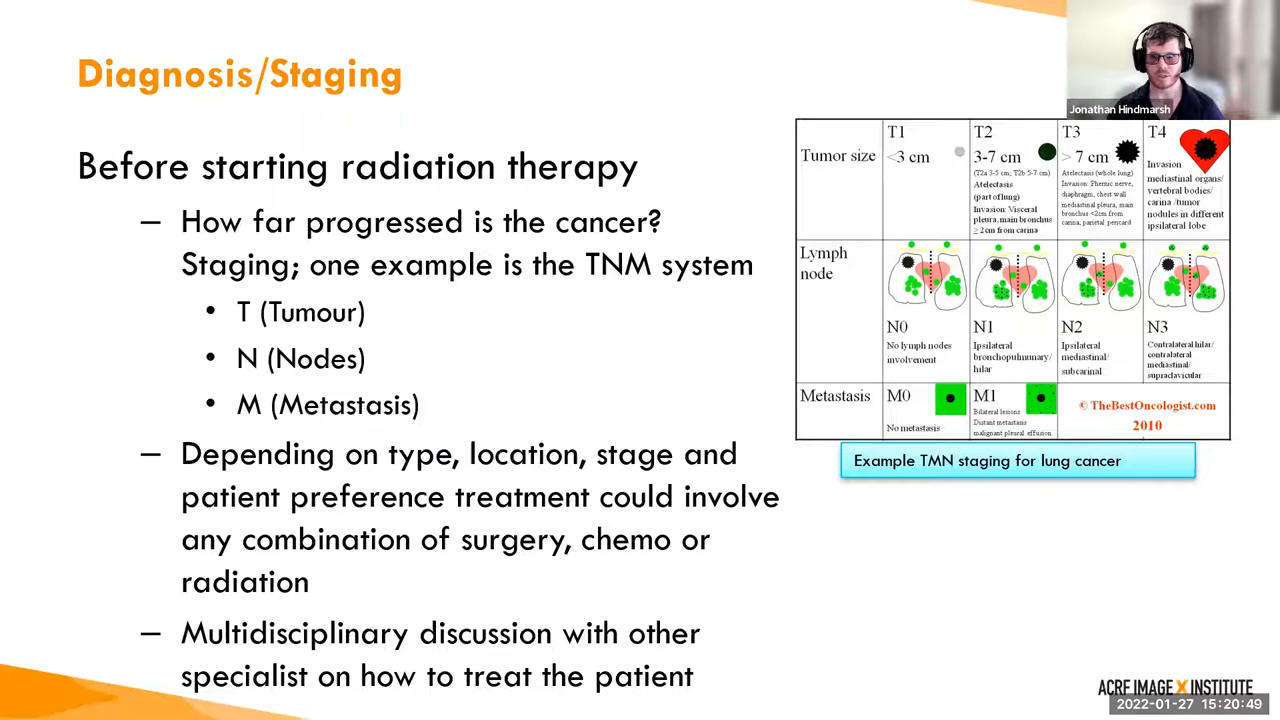 Diagnosis/Staging
Jonathan Hindmarsh
Before starting radiation therapy
– How far progressed is the cancer?
Staging; one example is the TNM system
• T (Tumour)
• N (Nodes)
• M (Metastasis)
– Depending on type, location, stage and
patient preference treatment could involve
any combination of surgery, chemo or
radiation
– Multidisciplinary discussion with other
specialist on how to treat the patient
Tumor size
T1
<3 cm
T2
3-7 cm
(T2a 3-5 cm; T2b 5-7 cm)
Atelectasis
(part of lung)
Invasion: Visceral
pleura, main bronchus
≥ 2cm from carina
T3
> 7 cm
Atelectasis (whole lung)
Invasion: Phrenic nerve,
diaphragm, chest wall
mediastinal pleura, main
bronchus <2cm from
carina, parietal pericard
T4
Invasion
mediastinal organs/
vertebral bodies/
carina /tumor
nodules in different
ipsilateral lobe
Lymph
node
N0
No lymph nodes
involvement
N1
Ipsilateral
bronchopulmunary/
hilar
N2
Ipsilateral
mediastinal/
subcarinal
N3
Contralateral hilar/
contralateral
mediastinal/
supraclavicular
Metastasis
M0
No metastasis
M1
Bilateral lesions
Distant metastasis
malignant pleural effusion
© TheBestOncologist.com
2010
Example TMN staging for lung cancer
ACRF IMAGE X INSTITUTE
2022-01-27 15:20:49